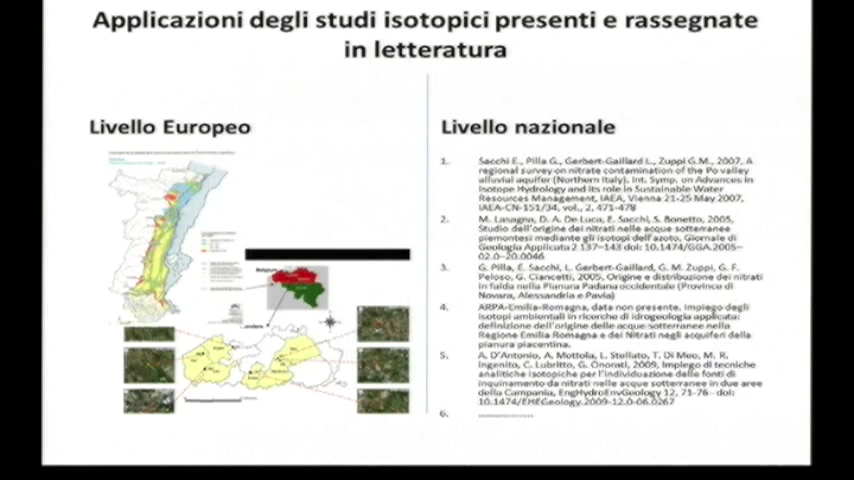 Applicazioni degli studi isotopici presenti e rassegnate
in letteratura
Livello Europeo
Livello nazionale
1. Sacchi E., Pilla G., Gerbert-Gaillard L., Zuppi G.M., 2007, A
regional survey on nitrate contamination of the Po valley
alluvial aquifer (Northern Italy). Int. Symp. on Advances in
Isotope Hydrology and its role in Sustainable Water
Resources Management, IAEA, Vienna 21-25 May 2007,
IAEA-CN-151/34, vol., 2, 471-478
2. M. Lasagna, D. A. De Luca, E. Sacchi, S. Bonetto, 2005,
Studio dell'origine dei nitrati nelle acque sotterranee
piemontesi mediante gli isotopi dell'azoto, Giornale di
Geologia Applicata 2 137–143 doi: 10.1474/GGA.2005–
02.0–20.0046
3. G. Pilla, E. Sacchi, L. Gerbert-Gaillard, G. M. Zuppi, G. F.
Peloso, G. Ciancetti, 2005, Origine e distribuzione dei nitrati
in falda nella Pianura Padana occidentale (Province di
Novara, Alessandria e Pavia)
4. ARPA-Emilia-Romagna, data non presente, Impiego degli
isotopi ambientali in ricerche di idrogeologia applicata:
definizione dell'origine delle acque sotterranee nella
Regione Emilia Romagna e dei Nitrati negli acquiferi della
pianura piacentina.
5. A. D'Antonio, A. Mottola, L. Stellato, T. Di Meo, M. R.
Ingenito, C. Lubritto, G. Onorati, 2009, Impiego di tecniche
analitiche isotopiche per l'individuazione delle fonti di
inquinamento da nitrati nelle acque sotterranee in due aree
della Campania, EngHydroEnvGeology 12, 71-76 - doi:
10.1474/EHEGeology.2009-12.0-06.0267
6. ....................
Belgium